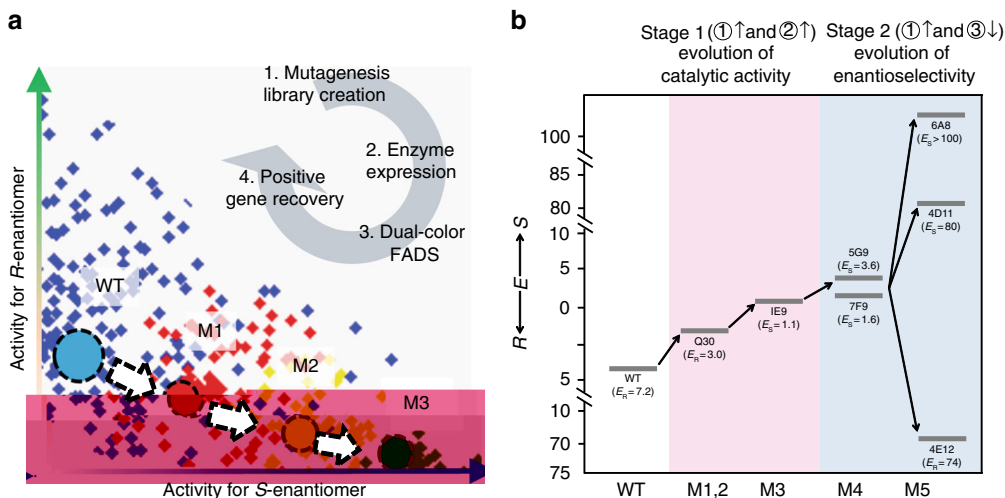 a
Activity for R-enantiomer
1. Mutagenesis
library creation
2. Enzyme
expression
3. Dual-color
FADS
4. Positive
gene recovery
WT
M1
M2
M3
Activity for S-enantiomer
b
Stage 1 (①↑and ②↑)
evolution of
catalytic activity
Stage 2 (①↑and ③↓)
evolution of
enantioselectivity
R←E→S
100
85
80
10
5
0
5
10
70
75
WT
(ER=7.2)
Q30
(ER=3.0)
IE9
(ES=1.1)
5G9
(ES=3.6)
7F9
(ES=1.6)
6A8
(ES>100)
4D11
(ES=80)
4E12
(ER=74)
WT
M1,2
M3
M4
M5